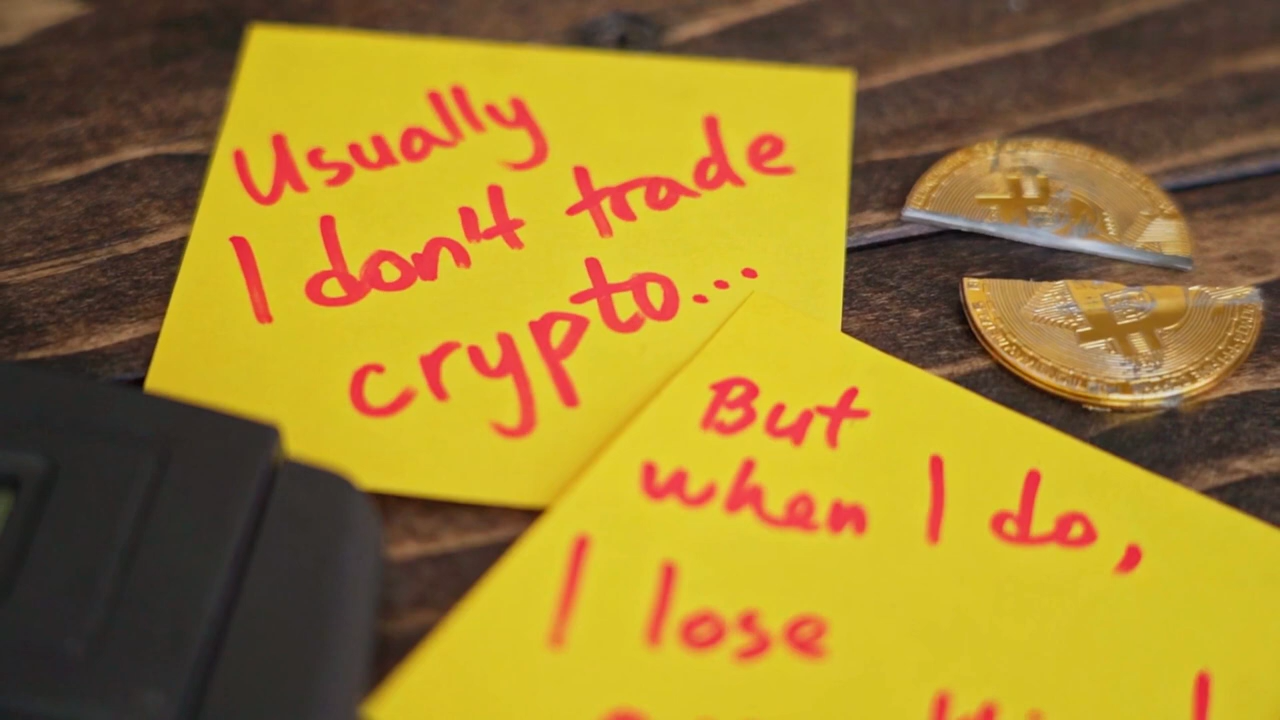 Usually
I don't trade
crypto...
But
when I do,
I lose